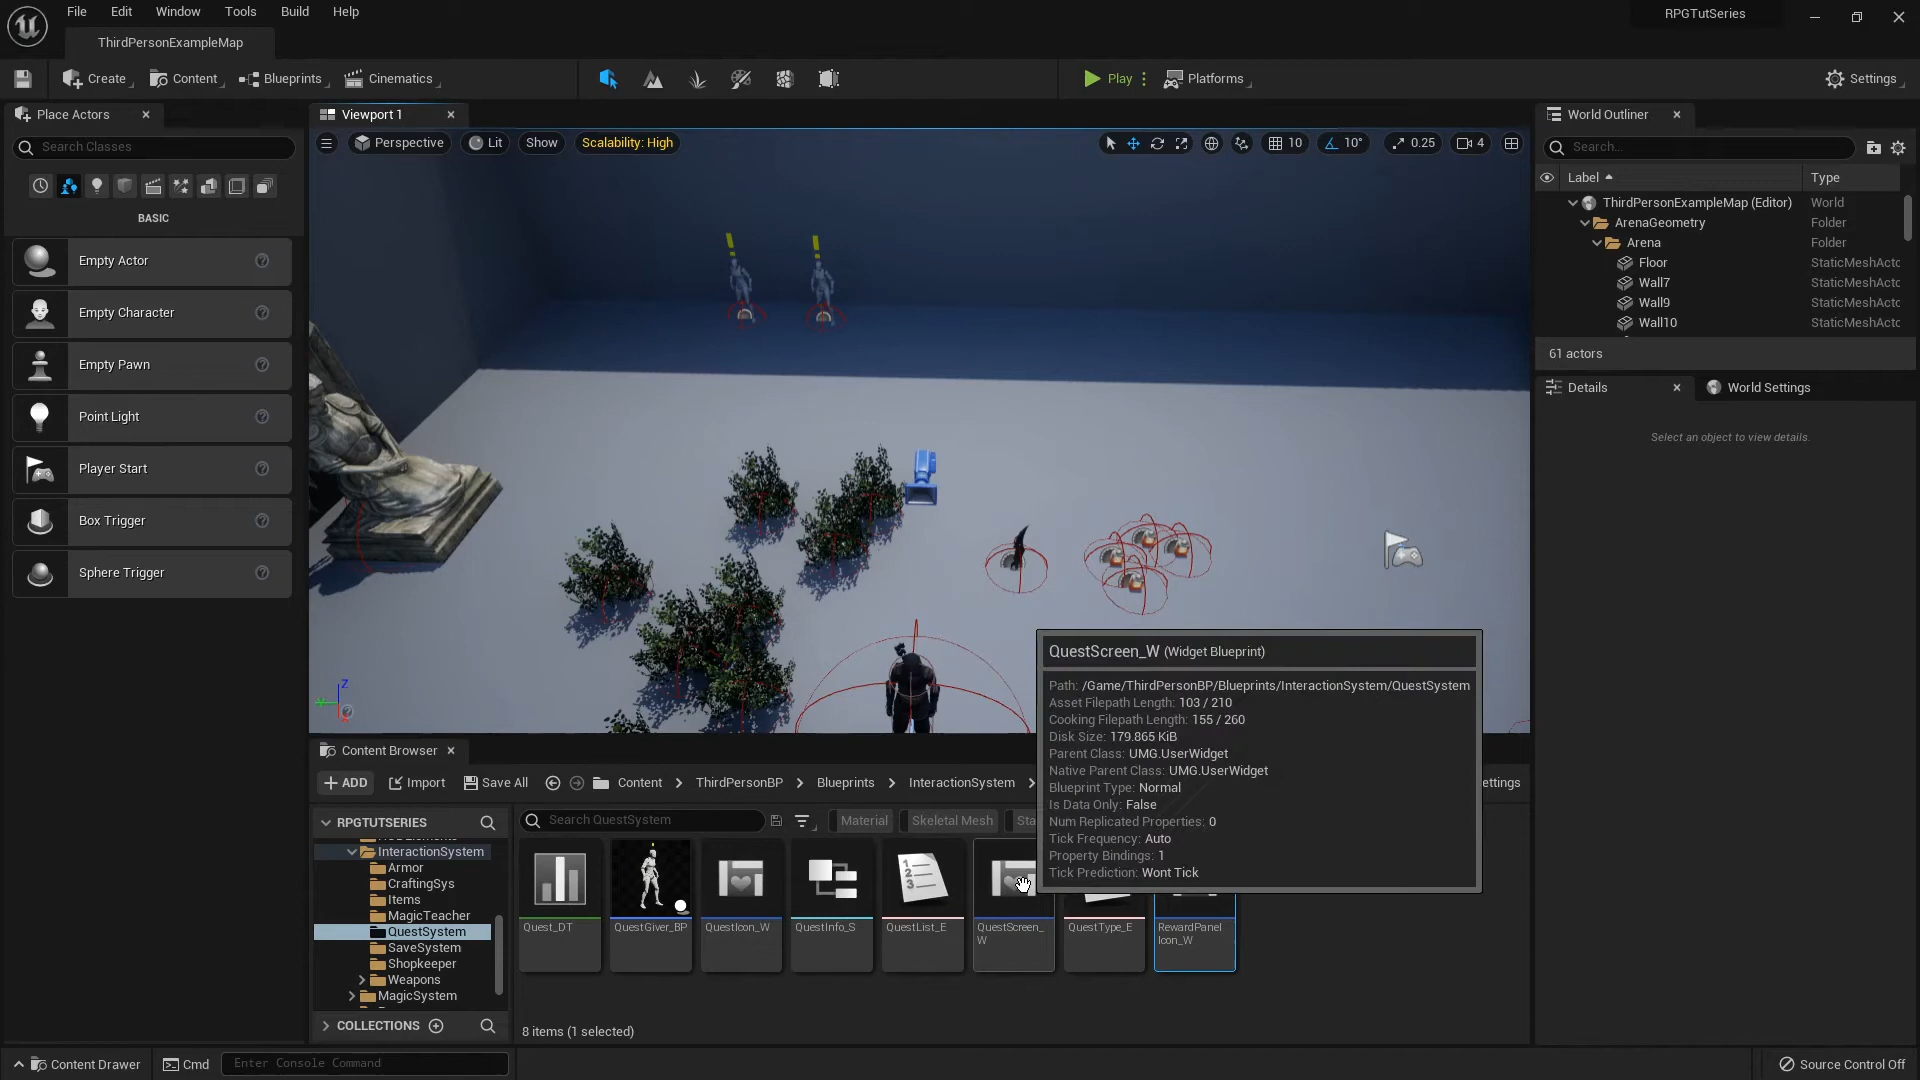 File Edit Window Tools Build Help
RPGTutSeries
ThirdPersonExampleMap
Create Content Blueprints Cinematics
Play Platforms
Settings
Place Actors
Search Classes
BASIC
Empty Actor
Empty Character
Empty Pawn
Point Light
Player Start
Box Trigger
Sphere Trigger
Viewport 1
Perspective Lit Show Scalability: High
10 10° 0.25 4
World Outliner
Search...
Label Type
ThirdPersonExampleMap (Editor) World
ArenaGeometry Folder
Arena Folder
Floor StaticMeshActo
Wall7 StaticMeshActo
Wall9 StaticMeshActo
Wall10 StaticMeshActo
61 actors
Details World Settings
Select an object to view details.
QuestScreen_W (Widget Blueprint)
Path: /Game/ThirdPersonBP/Blueprints/InteractionSystem/QuestSystem
Asset Filepath Length: 103 / 210
Cooking Filepath Length: 155 / 260
Disk Size: 179.865 KiB
Parent Class: UMG.UserWidget
Native Parent Class: UMG.UserWidget
Blueprint Type: Normal
Is Data Only: False
Num Replicated Properties: 0
Tick Frequency: Auto
Property Bindings: 1
Tick Prediction: Wont Tick
Z
Content Browser
ADD Import Save All Content ThirdPersonBP Blueprints InteractionSystem ettings
RPGTUTSERIES
InteractionSystem
Armor
CraftingSys
Items
MagicTeacher
QuestSystem
SaveSystem
Shopkeeper
Weapons
MagicSystem
COLLECTIONS
Search QuestSystem
Material Skeletal Mesh Sta
Quest_DT
QuestGiver_BP
QuestIcon_W
QuestInfo_S
QuestList_E
QuestScreen_
W
QuestType_E
RewardPanel
Icon_W
8 items (1 selected)
Content Drawer Cmd Enter Console Command
Source Control Off